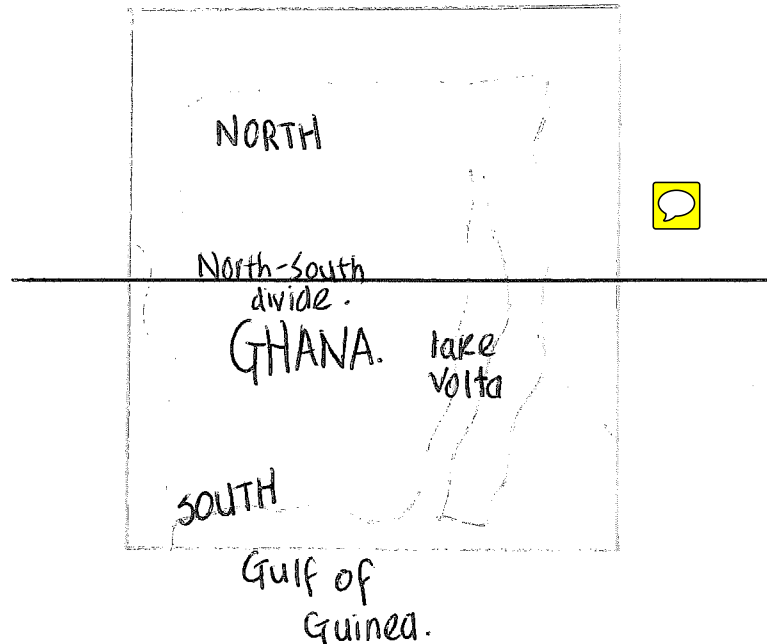 NORTH
North-South
divide.
GHANA.
lake
Volta
SOUTH
Gulf of
Guinea.